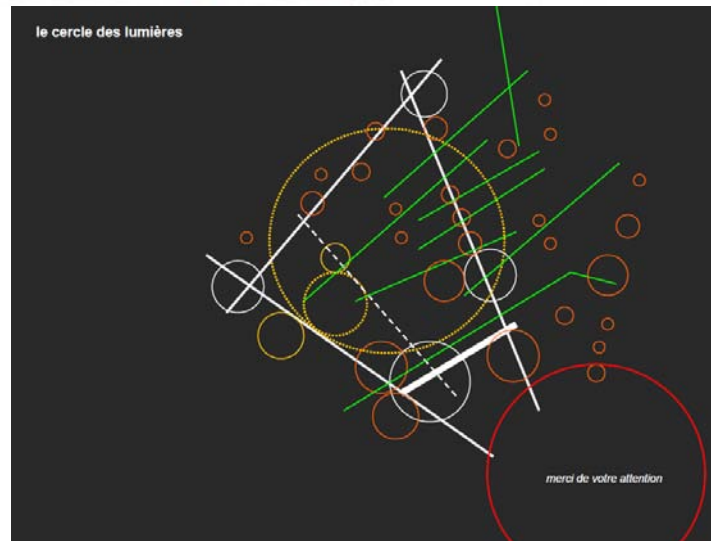 le cercle des lumières
merci de votre attention